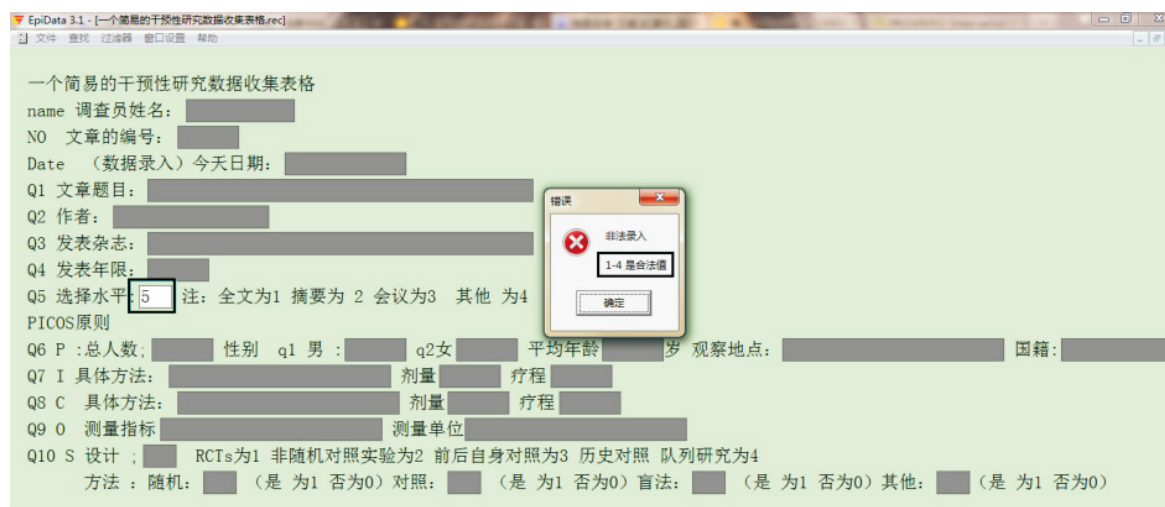 EpiData 3.1 - [一个简易的干预性研究数据收集表格.rec]
文件 查找 过滤器 窗口设置 帮助
一个简易的干预性研究数据收集表格
name 调查员姓名:
NO 文章的编号:
Date （数据录入）今天日期:
Q1 文章题目:
Q2 作者:
Q3 发表杂志:
Q4 发表年限:
Q5 选择水平: 5 注: 全文为1 摘要为 2 会议为3 其他 为4
PICOS原则
Q6 P :总人数; 性别 q1 男 : q2女 平均年龄 岁 观察地点: 国籍:
Q7 I 具体方法: 剂量 疗程
Q8 C 具体方法: 剂量 疗程
Q9 O 测量指标 测量单位
Q10 S 设计 ; RCTs为1 非随机对照实验为2 前后自身对照为3 历史对照 队列研究为4
方法 : 随机: （是 为1 否为0）对照: （是 为1 否为0）盲法: （是 为1 否为0）其他: （是 为1 否为0）
错误
非法录入
1-4 是合法值
确定